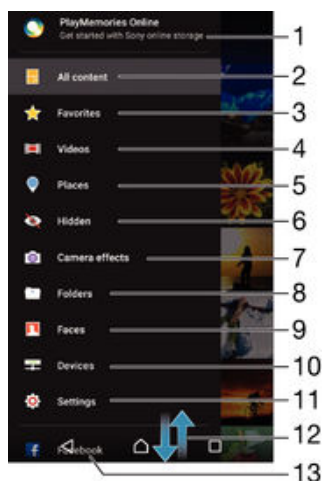 PlayMemories Online
Get started with Sony online storage
1
All content
2
Favorites
3
Videos
4
Places
5
Hidden
6
Camera effects
7
Folders
8
Faces
9
Devices
10
Settings
11
12
Facebook
13